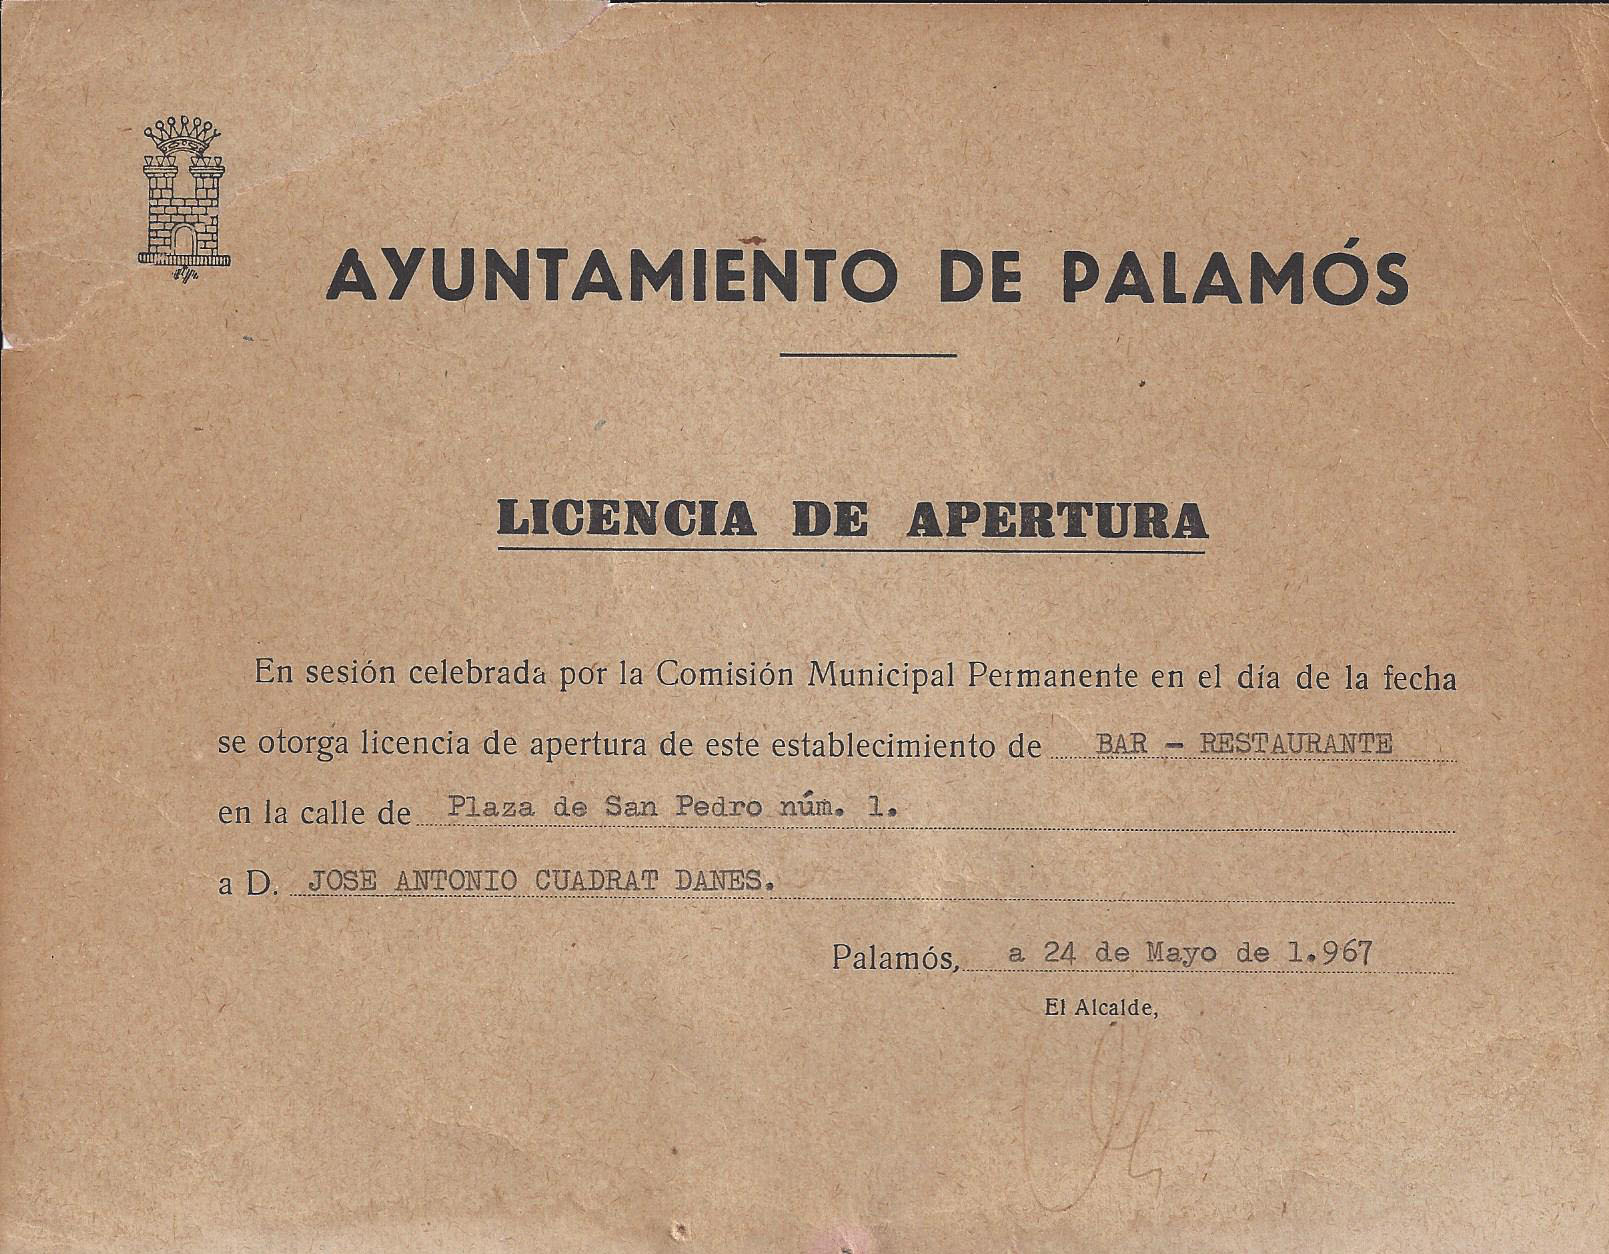 AYUNTAMIENTO DE PALAMÓS
LICENCIA DE APERTURA
En sesión celebrada por la Comisión Municipal Permanente en el día de la fecha
se otorga licencia de apertura de este establecimiento de BAR - RESTAURANTE
en la calle de Plaza de San Pedro núm. 1.
a D. JOSE ANTONIO CUADRAT DANES.
Palamós, a 24 de Mayo de 1.967
El Alcalde,